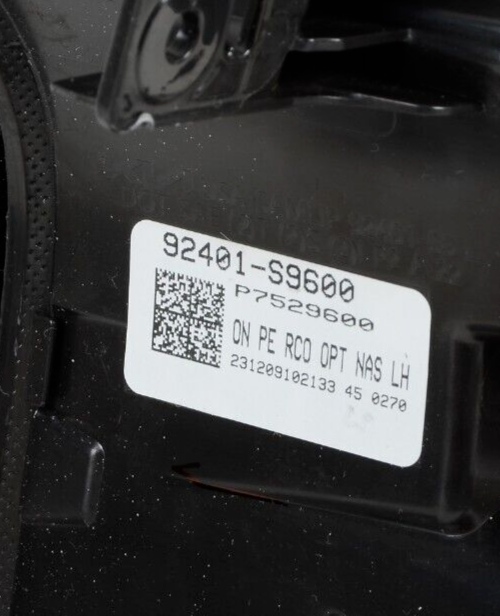 92401-S9600
P7529600
ON PE RCO OPT NAS LH
231209102133 45 0270